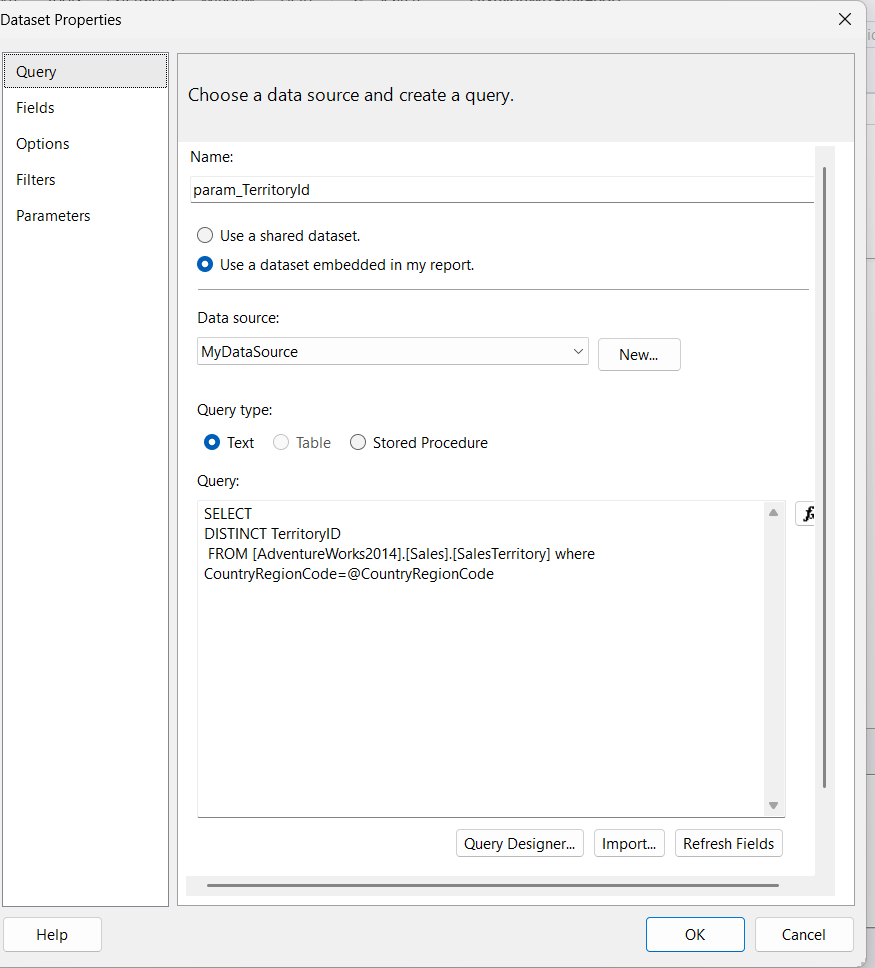 Dataset Properties
Query
Fields
Options
Filters
Parameters
Choose a data source and create a query.
Name:
param_TerritoryId
Use a shared dataset.
Use a dataset embedded in my report.
Data source:
MyDataSource
New...
Query type:
Text Table Stored Procedure
Query:
SELECT
DISTINCT TerritoryID
FROM [AdventureWorks2014].[Sales].[SalesTerritory] where
CountryRegionCode=@CountryRegionCode
fx
Query Designer... Import... Refresh Fields
Help OK Cancel